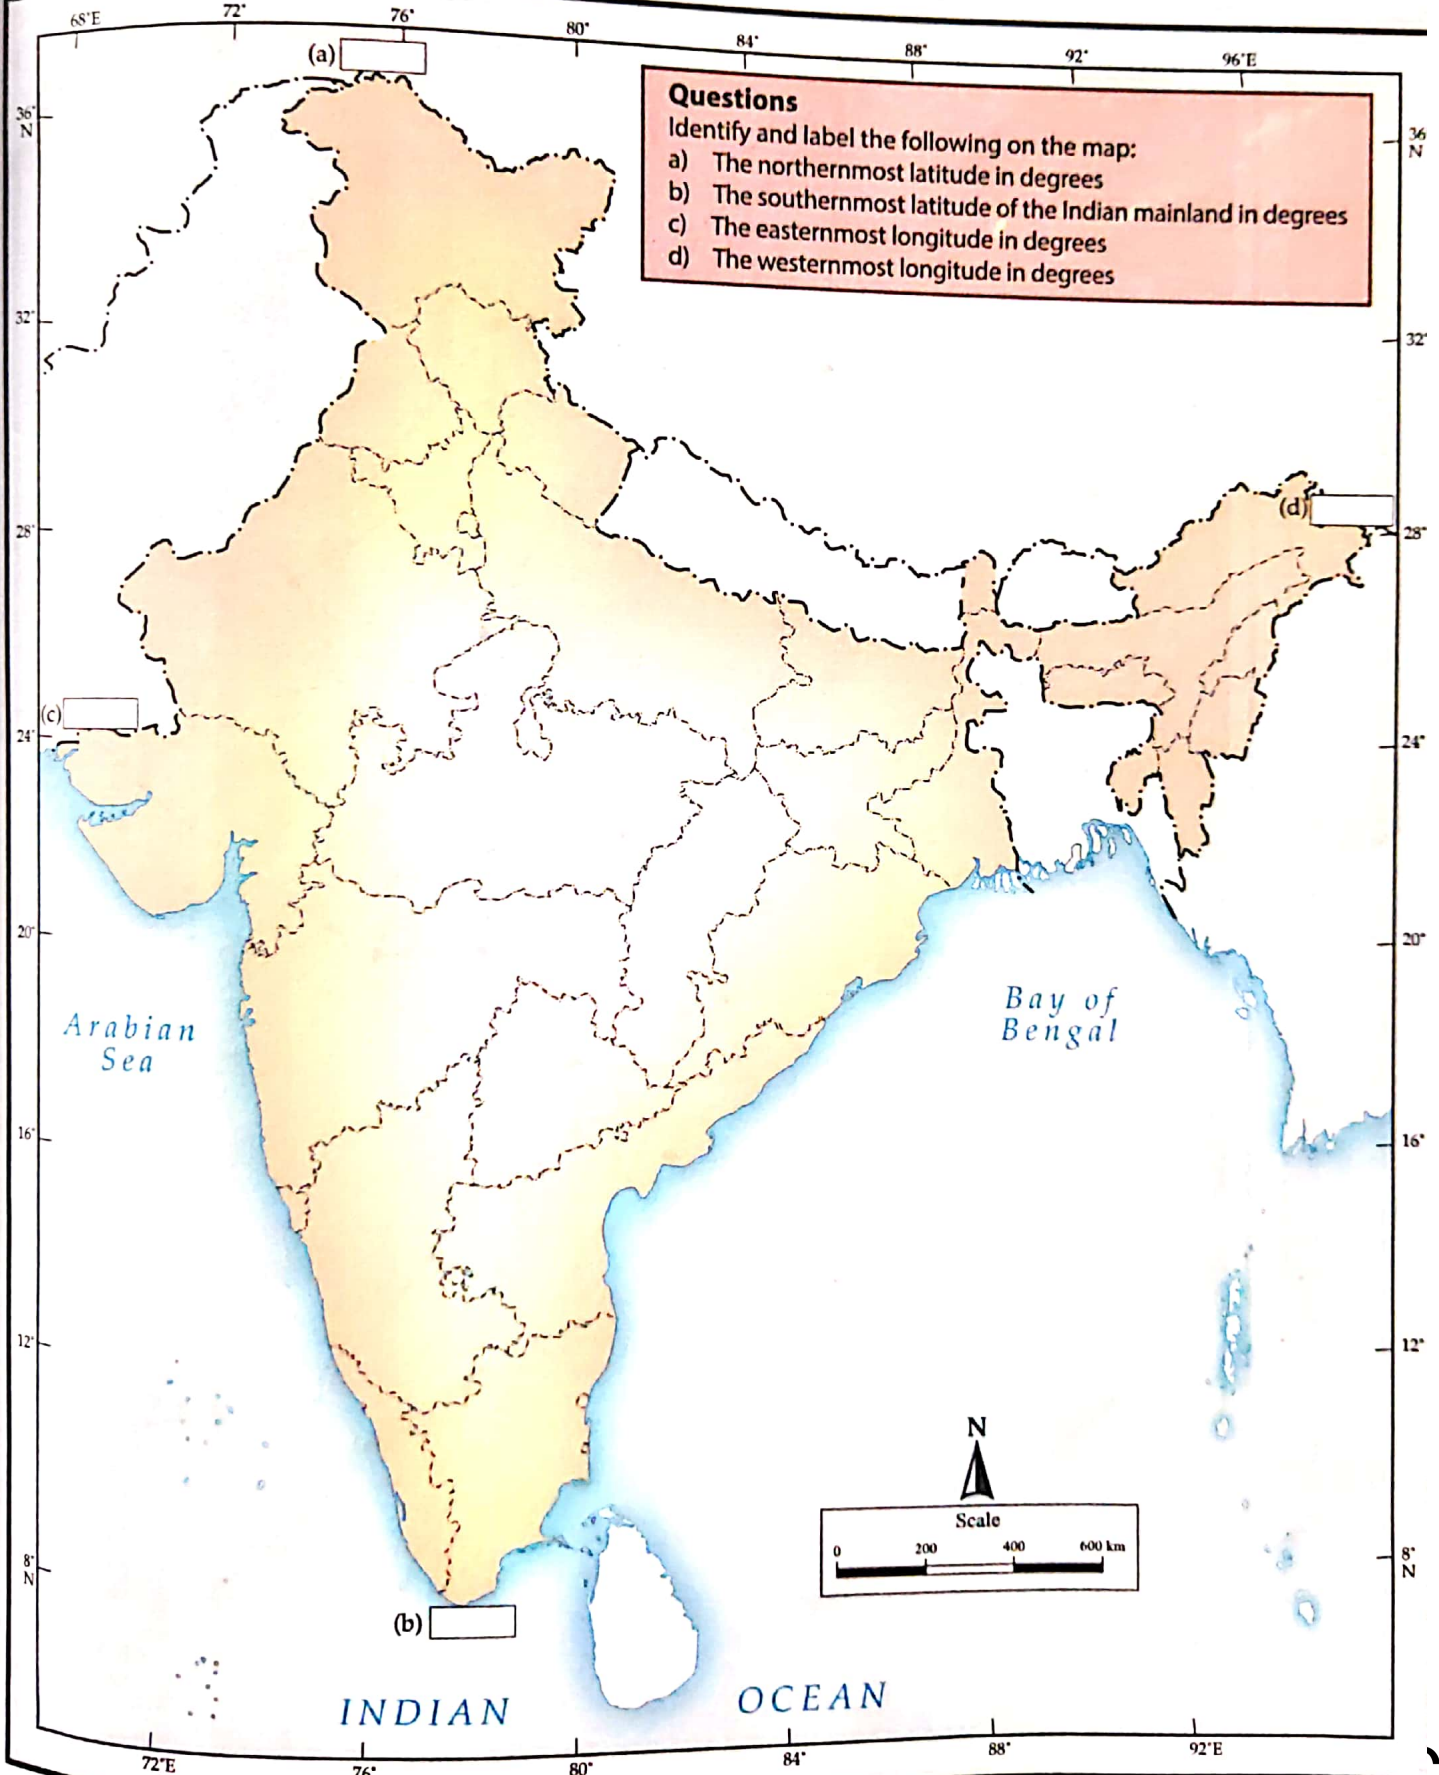 68°E
72°
76°
80°
84°
88°
92°
96°E
(a)
Questions
Identify and label the following on the map:
a) The northernmost latitude in degrees
b) The southernmost latitude of the Indian mainland in degrees
c) The easternmost longitude in degrees
d) The westernmost longitude in degrees
36°
N
36
N
32°
32°
(d)
28°
28°
(c)
24°
24°
20°
20°
Arabian
Sea
Bay of
Bengal
16°
16°
12°
12°
N
Scale
0 200 400 600 km
8°
N
8°
N
(b)
INDIAN OCEAN
72°E
76°
80°
84°
88°
92°E